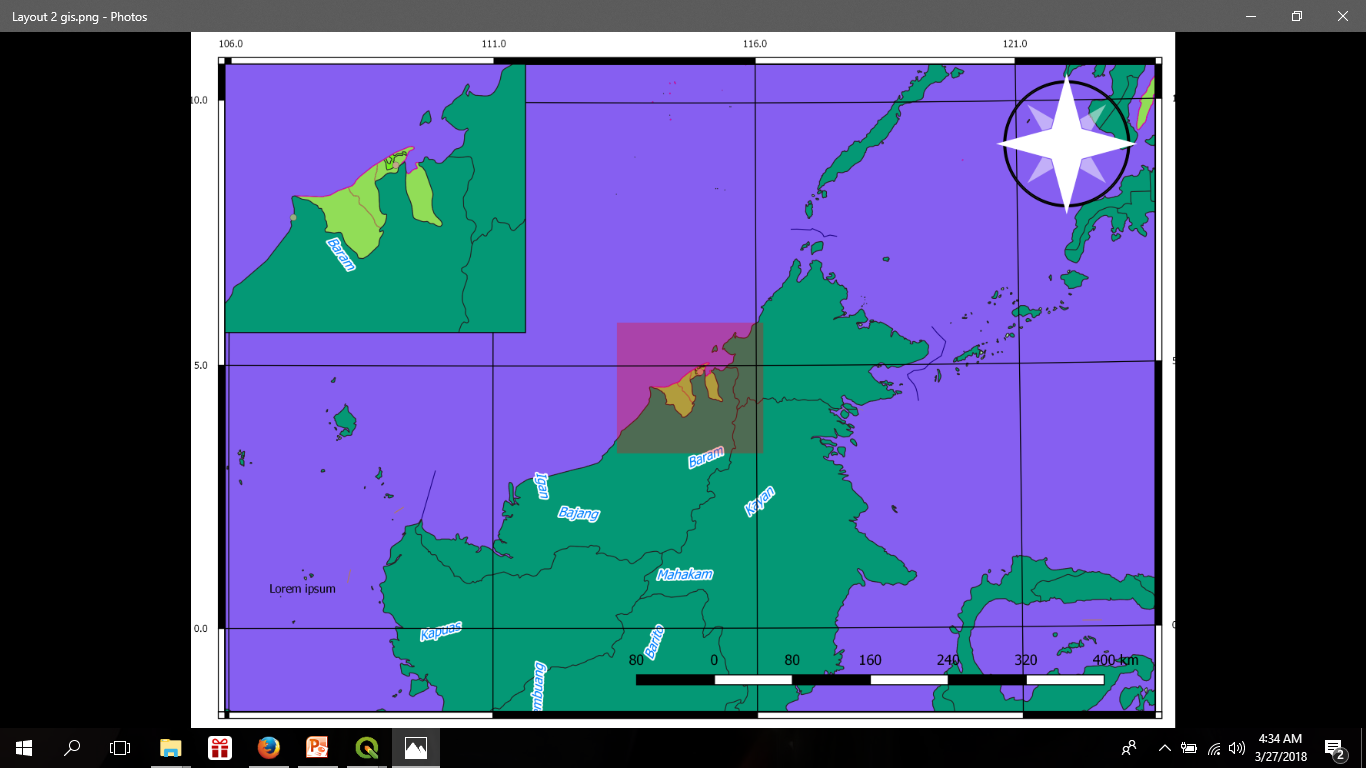 Layout 2 gis.png - Photos
106.0 111.0 116.0 121.0
10.0
Baram
5.0
Baram
Igan
Bajang
Kayan
Mahakam
Lorem ipsum
Kapuas
0.0
Barito
mbuang
80 0 80 160 240 320 400 km
4:34 AM
3/27/2018
2